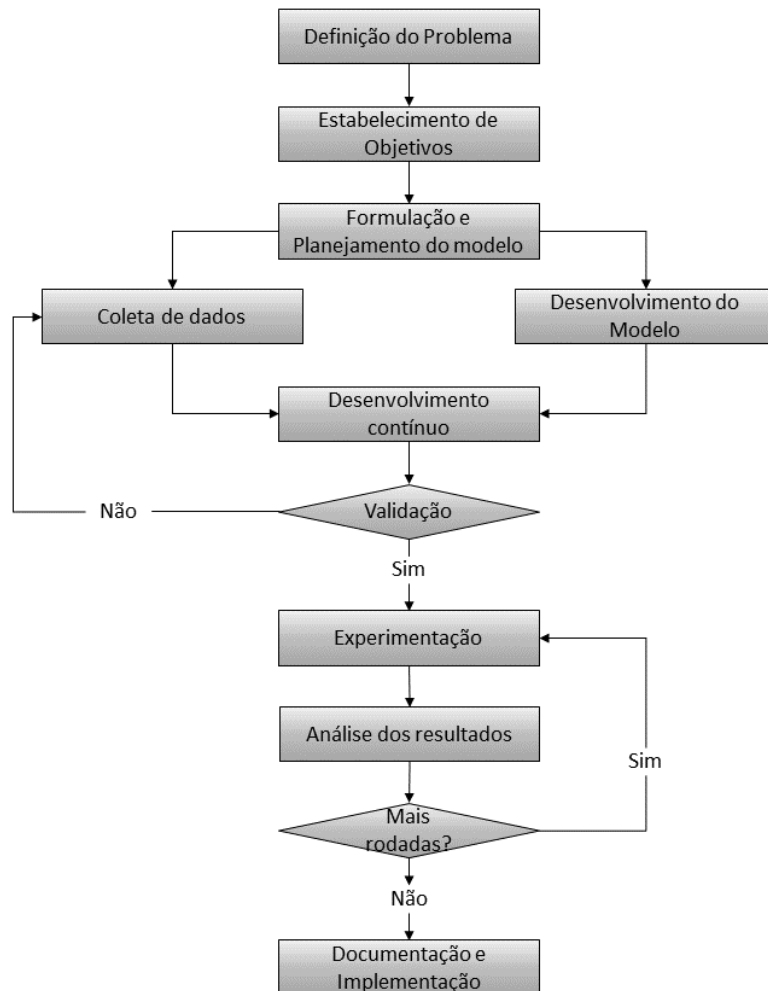 Definição do Problema
Estabelecimento de
Objetivos
Formulação e
Planejamento do modelo
Coleta de dados
Desenvolvimento do
Modelo
Desenvolvimento
contínuo
Não
Validação
Sim
Experimentação
Análise dos resultados
Sim
Mais
rodadas?
Não
Documentação e
Implementação